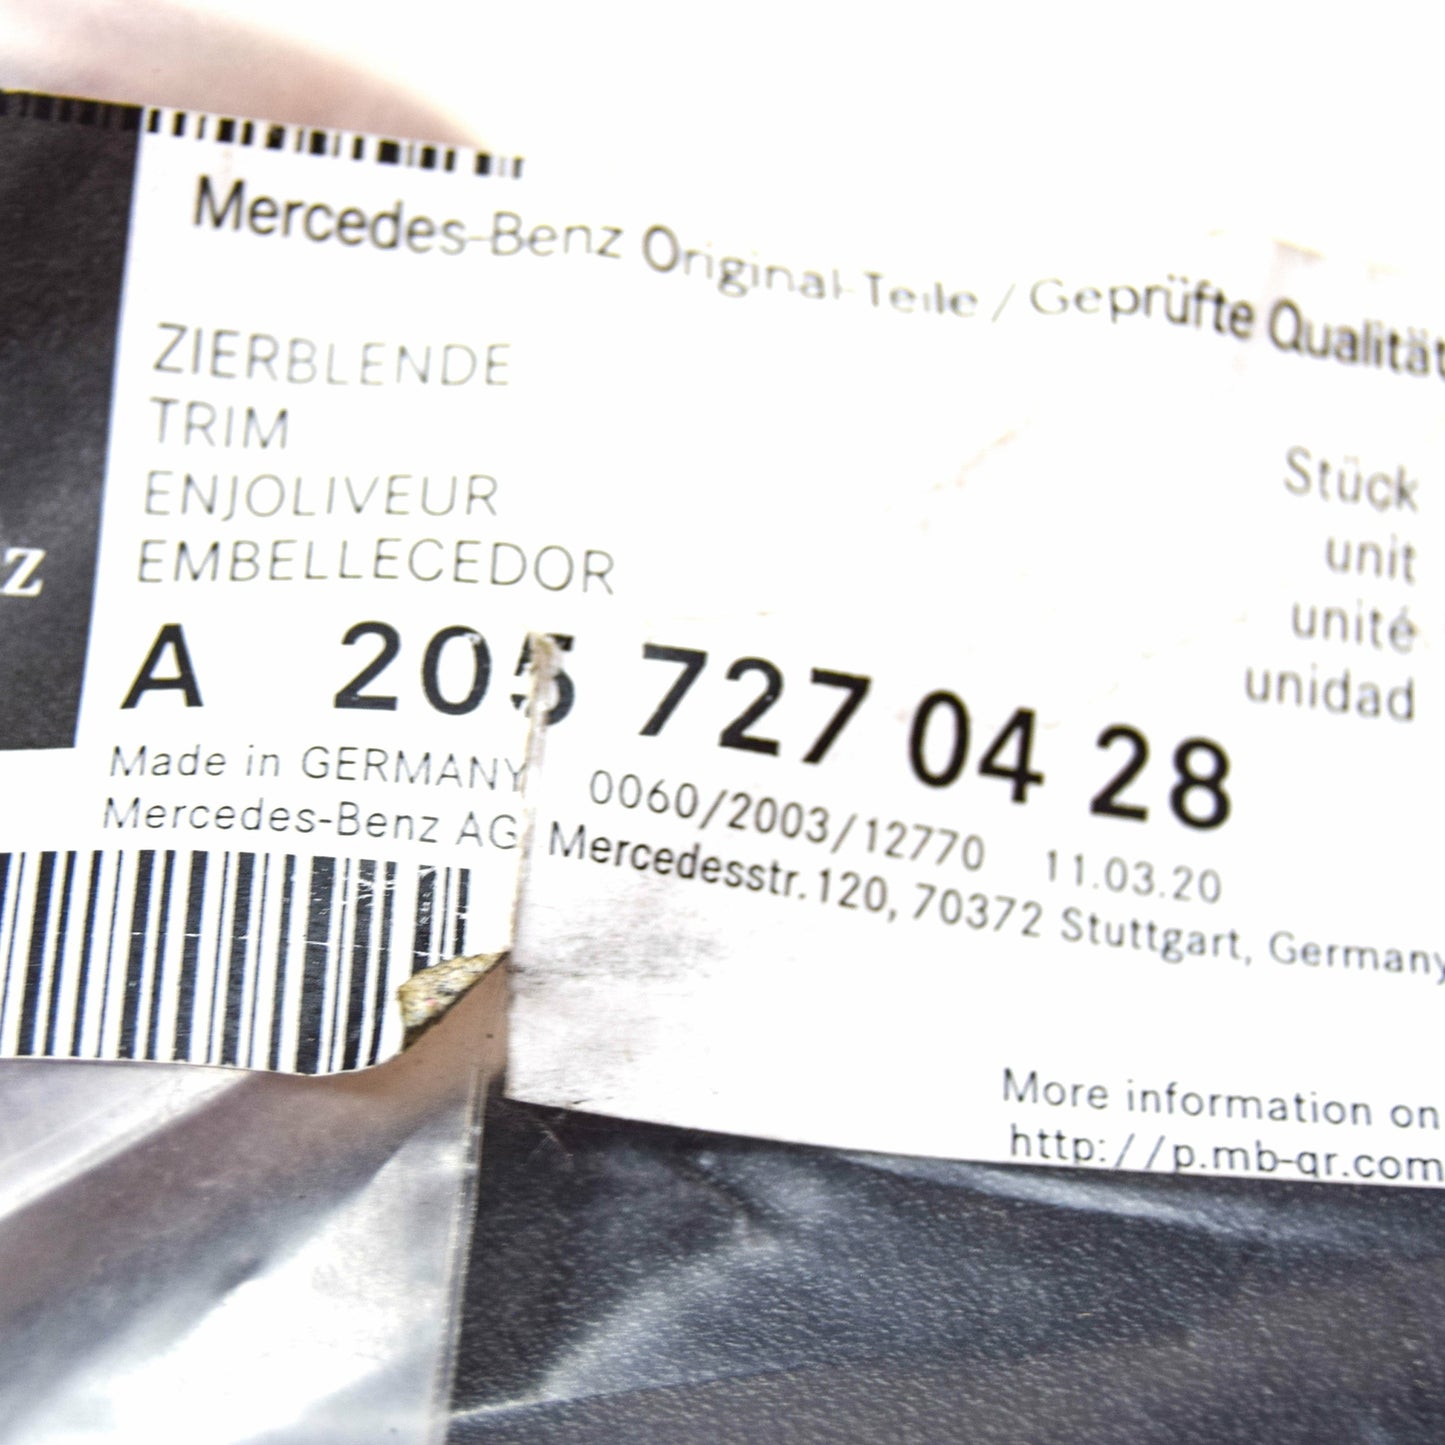 Mercedes-Benz Original-Teile / Geprüfte Qualität
ZIERBLENDE
TRIM
ENJOLIVEUR
EMBELLECEDOR
Stück
unit
unité
unidad
z
A 205 727 04 28
Made in GERMANY 0060/2003/12770 11.03.20
Mercedes-Benz AG, Mercedesstr. 120, 70372 Stuttgart, Germany
More information on
http://p.mb-qr.com